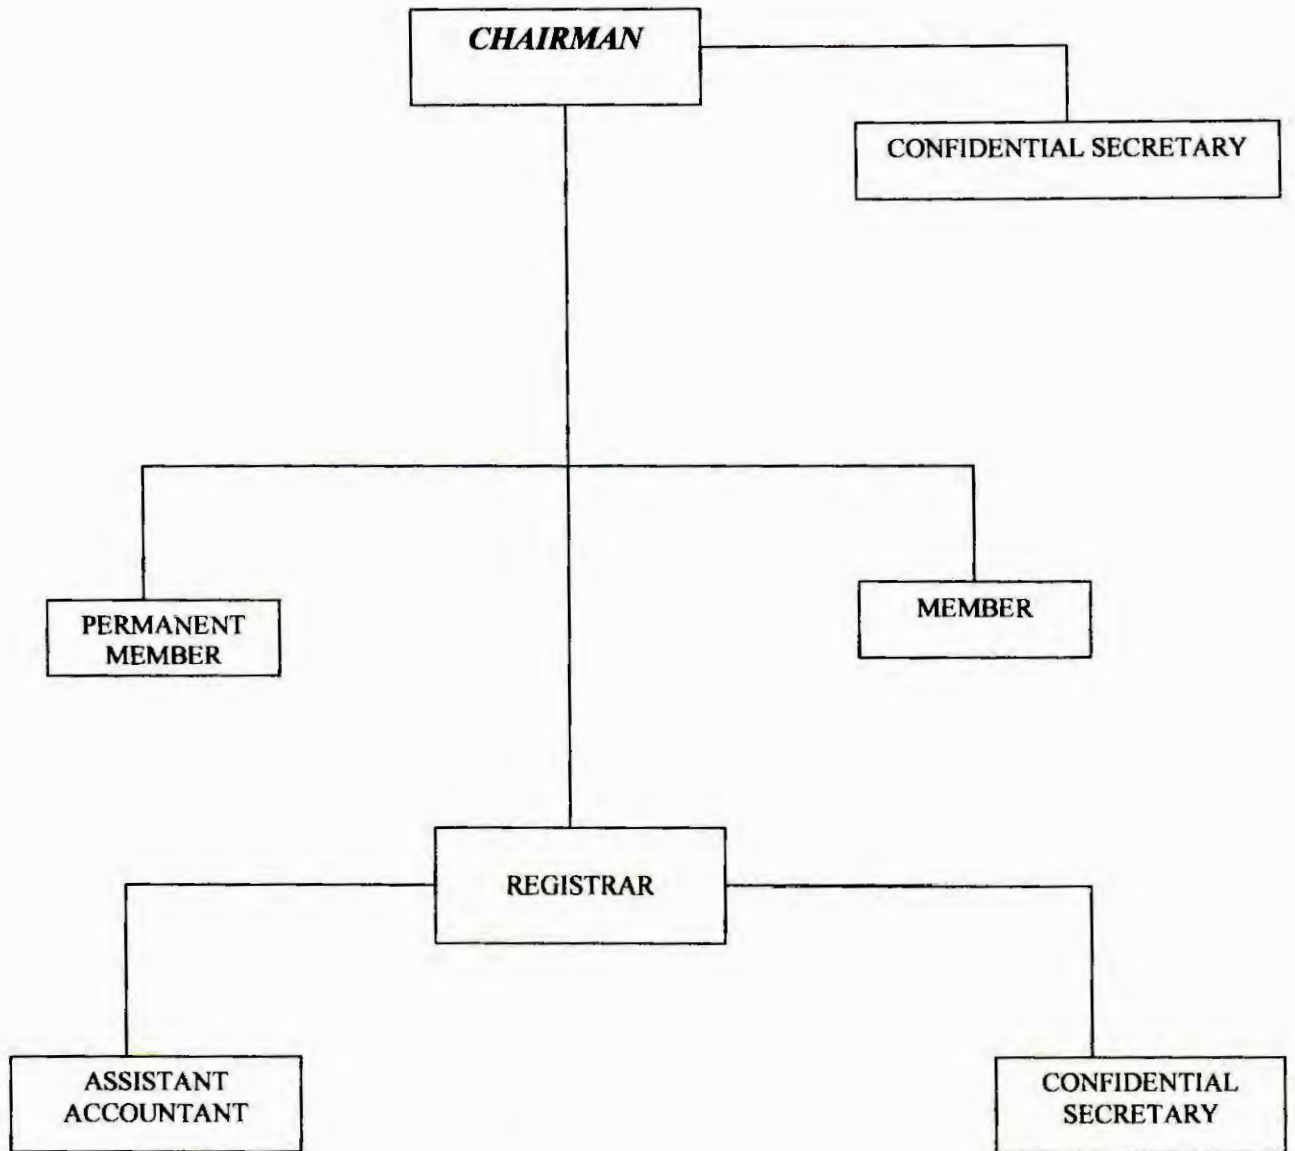 CHAIRMAN
CONFIDENTIAL SECRETARY
PERMANENT
MEMBER
MEMBER
REGISTRAR
ASSISTANT
ACCOUNTANT
CONFIDENTIAL
SECRETARY